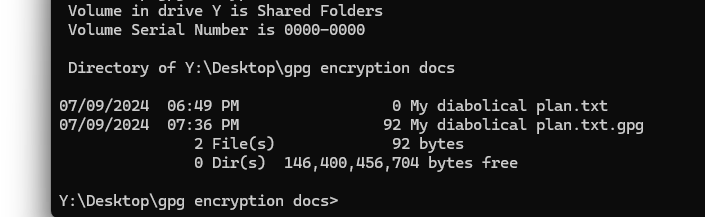 Volume in drive Y is Shared Folders
Volume Serial Number is 0000-0000
Directory of Y:\Desktop\gpg encryption docs
07/09/2024  06:49 PM                 0 My diabolical plan.txt
07/09/2024  07:36 PM                92 My diabolical plan.txt.gpg
2 File(s)             92 bytes
0 Dir(s)  146,400,456,704 bytes free
Y:\Desktop\gpg encryption docs>